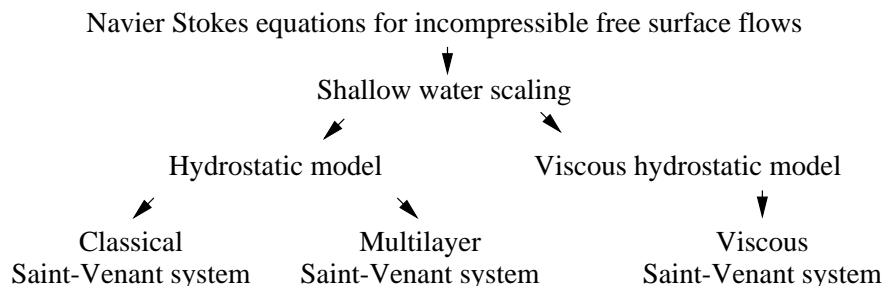 Navier Stokes equations for incompressible free surface flows
Shallow water scaling
Hydrostatic model
Viscous hydrostatic model
Classical
Saint-Venant system
Multilayer
Saint-Venant system
Viscous
Saint-Venant system